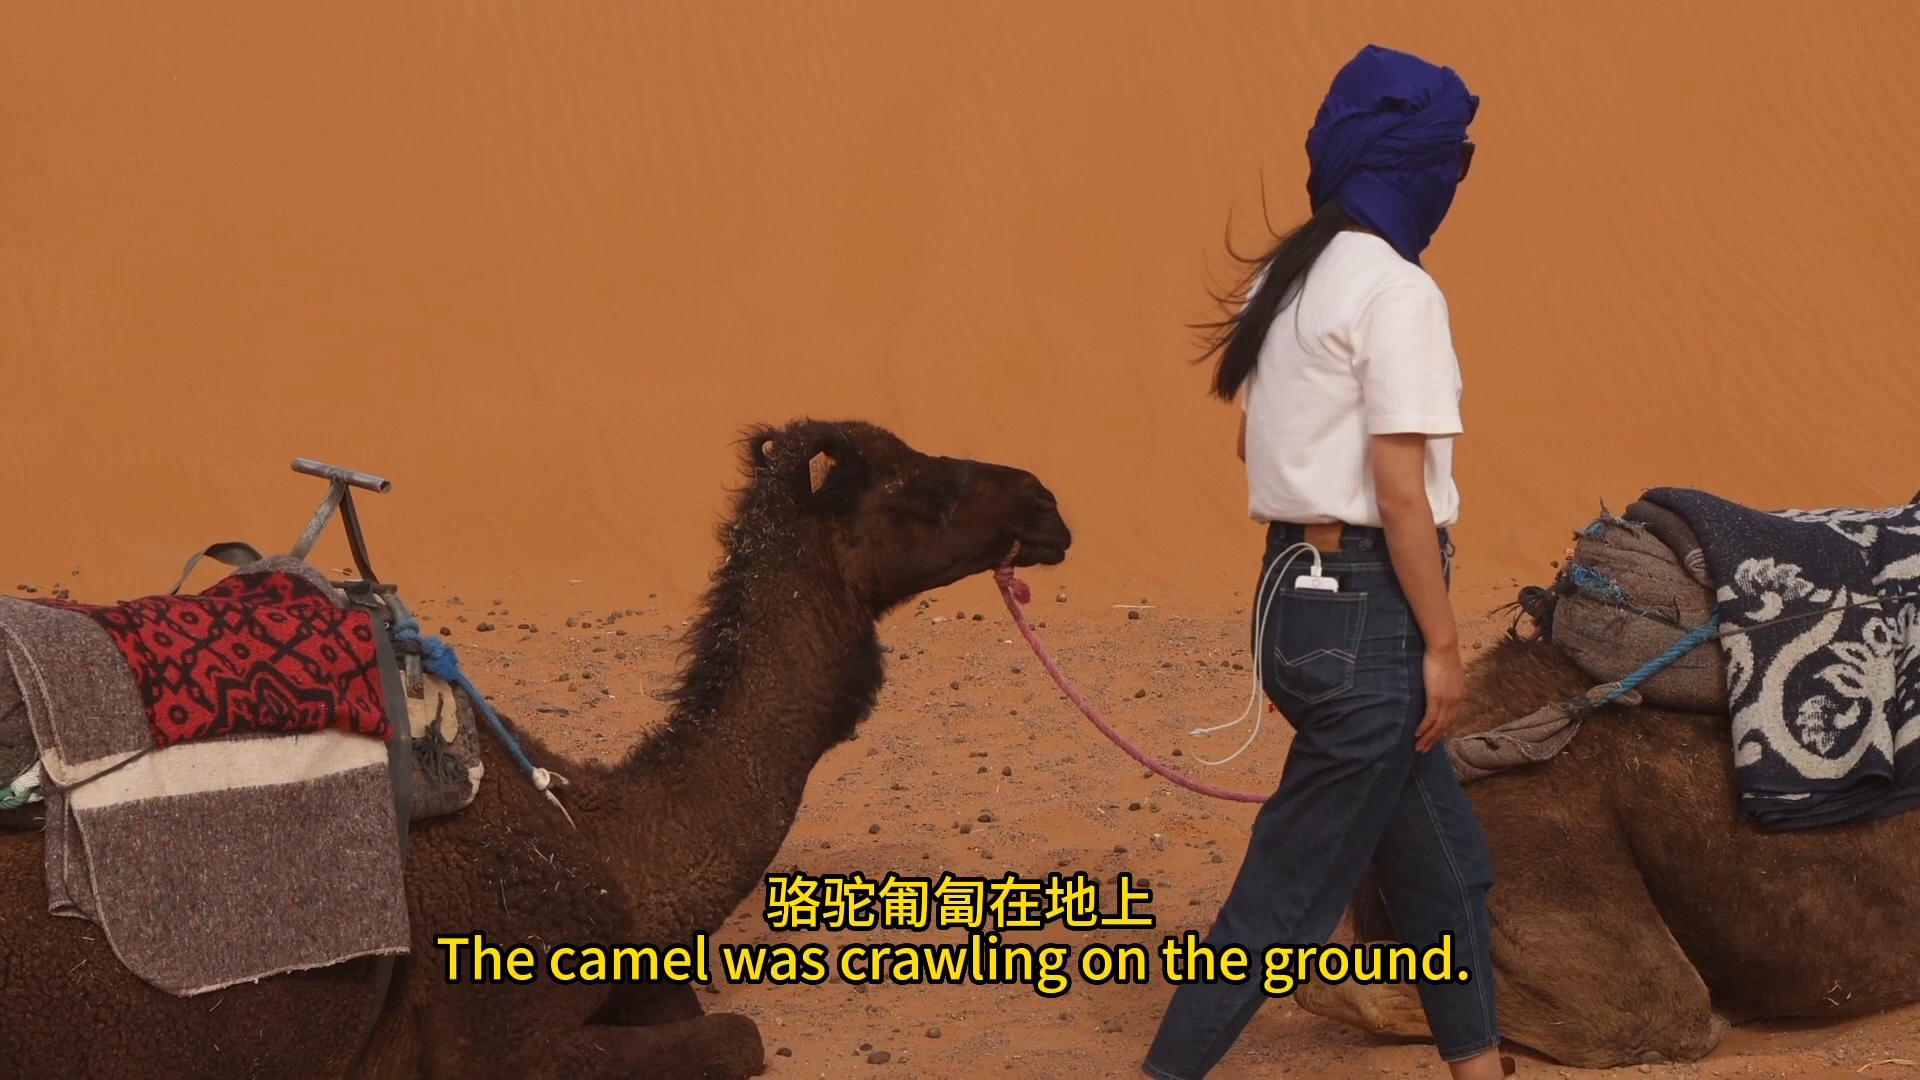 骆驼匍匐在地上
The camel was crawling on the ground.